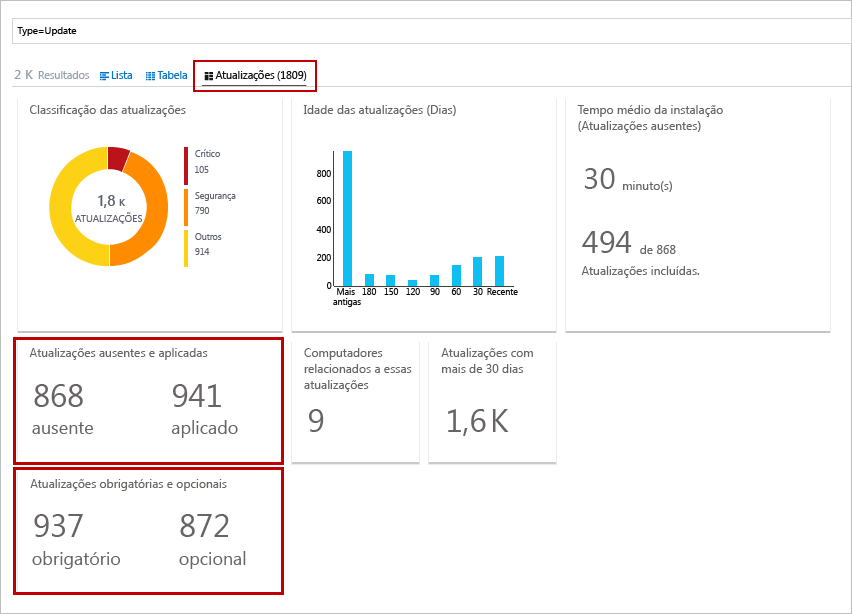 Type=Update
2 K Resultados Lista Tabela Atualizações (1809)
Classificação das atualizações
1,8 K
ATUALIZAÇÕES
Crítico
105
Segurança
790
Outros
914
Idade das atualizações (Dias)
800
600
400
200
0
Mais antigas 180 150 120 90 60 30 Recente
Tempo médio da instalação
(Atualizações ausentes)
30 minuto(s)
494 de 868
Atualizações incluídas.
Atualizações ausentes e aplicadas
868 941
ausente aplicado
Computadores
relacionados a essas
atualizações
9
Atualizações com
mais de 30 dias
1,6 K
Atualizações obrigatórias e opcionais
937 872
obrigatório opcional